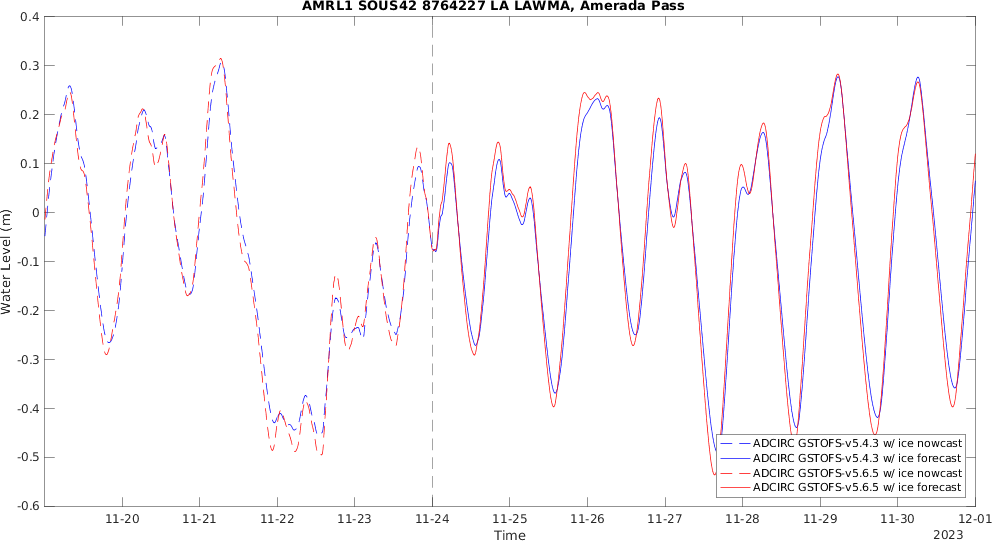 AMRL1 SOUS42 8764227 LA LAWMA, Amerada Pass
0.4
0.3
0.2
0.1
0
-0.1
-0.2
-0.3
-0.4
-0.5
-0.6
Water Level (m)
ADCIRC GSTOFS-v5.4.3 w/ ice nowcast
ADCIRC GSTOFS-v5.4.3 w/ ice forecast
ADCIRC GSTOFS-v5.6.5 w/ ice nowcast
ADCIRC GSTOFS-v5.6.5 w/ ice forecast
11-20 11-21 11-22 11-23 11-24 11-25 11-26 11-27 11-28 11-29 11-30 12-01
Time
2023